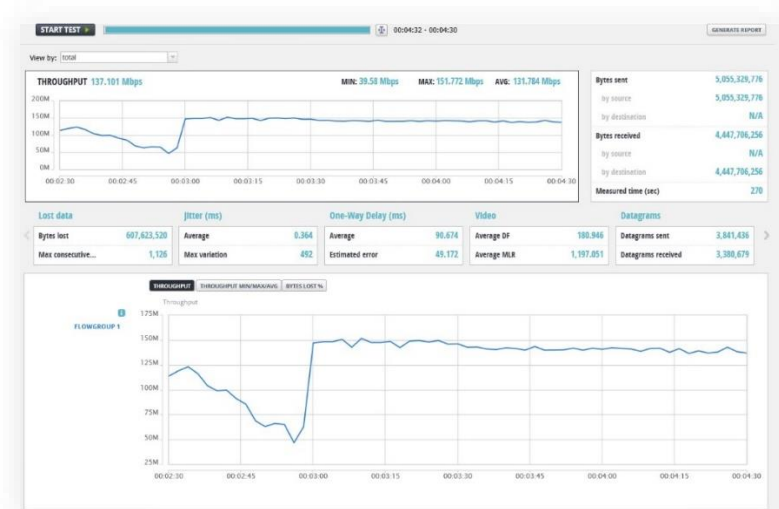 START TEST
00:04:32 - 00:04:30
GENERATE REPORT
View by: total
THROUGHPUT 137.101 Mbps MIN: 39.58 Mbps MAX: 151.772 Mbps AVG: 131.784 Mbps
200M
150M
100M
50M
0M
00:02:30 00:02:45 00:03:00 00:03:15 00:03:30 00:03:45 00:04:00 00:04:15 00:04:30
Bytes sent 5,055,329,776
by source 5,055,329,776
by destination N/A
Bytes received 4,447,706,256
by source N/A
by destination 4,447,706,256
Measured time (sec) 270
Lost data
Bytes lost 607,623,520
Max consecutive... 1,126
Jitter (ms)
Average 0.364
Max variation 492
One-Way Delay (ms)
Average 90.674
Estimated error 49.172
Video
Average DF 180.946
Average MLR 1,197.051
Datagrams
Datagrams sent 3,841,436
Datagrams received 3,380,679
THROUGHPUT THROUGHPUT MIN/MAX/AVG BYTES LOST %
Throughput
FLOWGROUP 1
175M
150M
125M
100M
75M
50M
25M
00:02:30 00:02:45 00:03:00 00:03:15 00:03:30 00:03:45 00:04:00 00:04:15 00:04:30